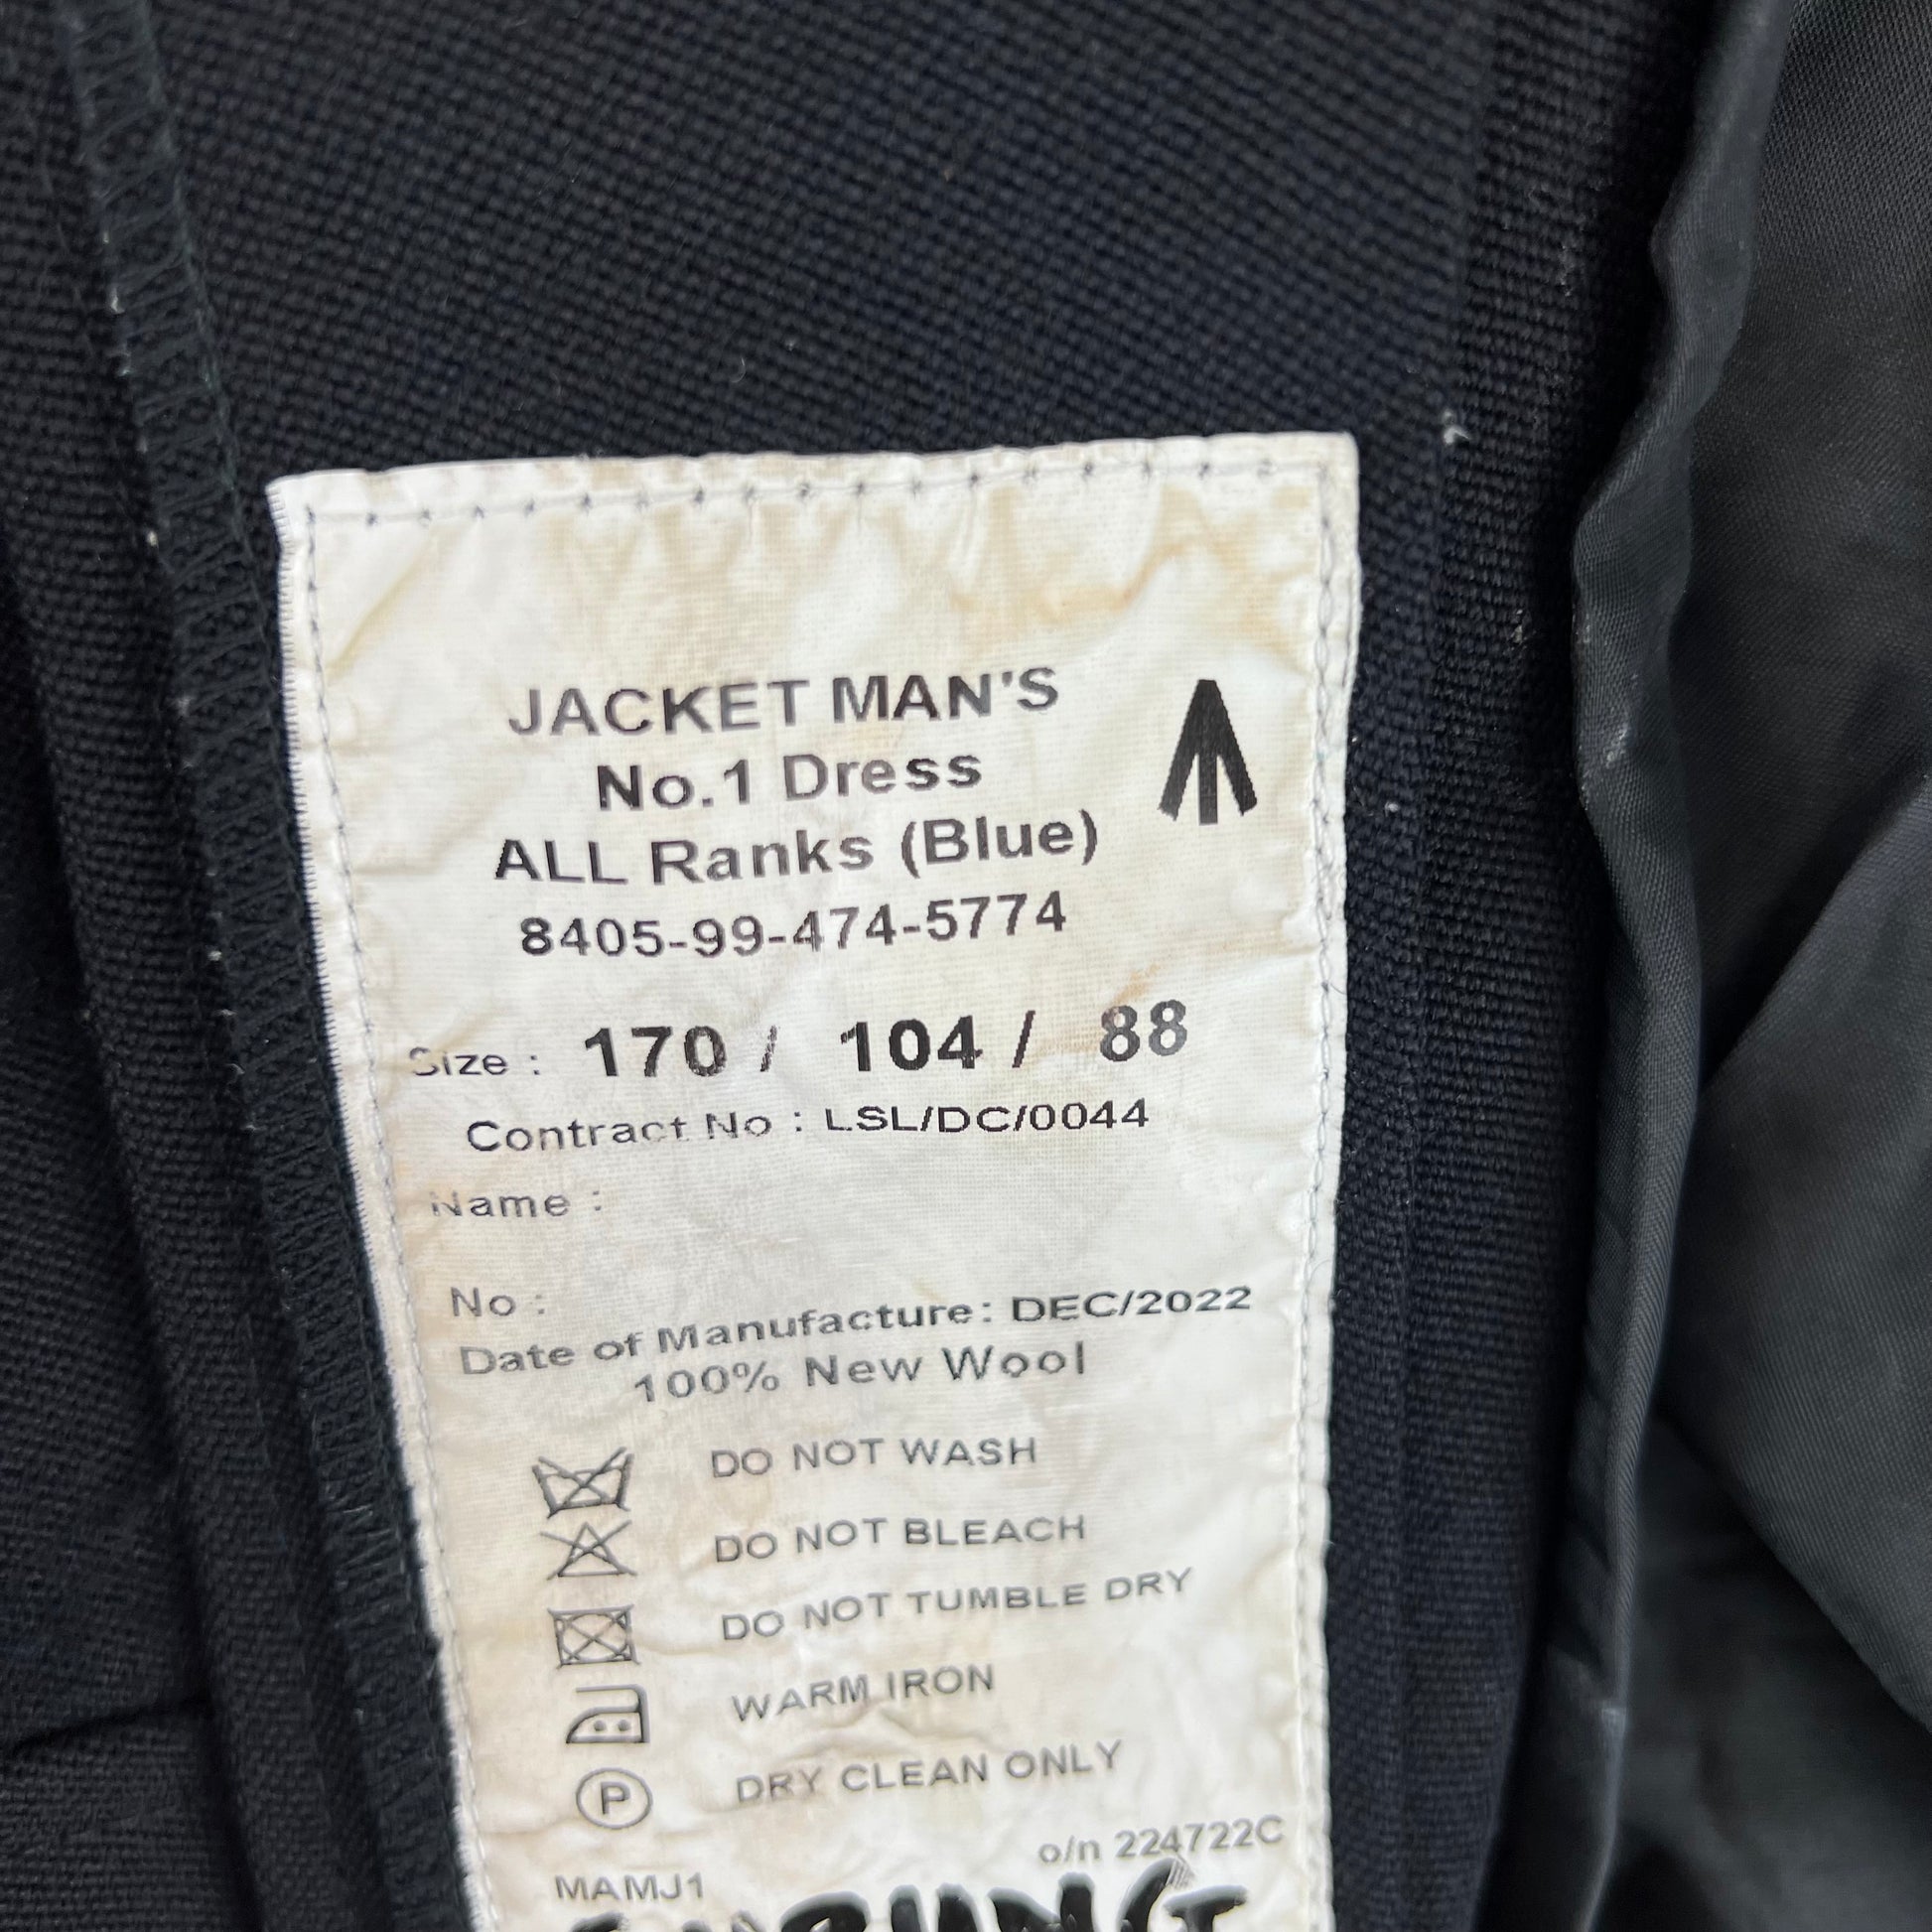 JACKET MAN'S
No.1 Dress
ALL Ranks (Blue)
8405-99-474-5774
Size : 170 / 104 / 88
Contract No : LSL/DC/0044
Name :
No :
Date of Manufacture: DEC/2022
100% New Wool
DO NOT WASH
DO NOT BLEACH
DO NOT TUMBLE DRY
WARM IRON
P DRY CLEAN ONLY
o/n 224722C
MAMJ1